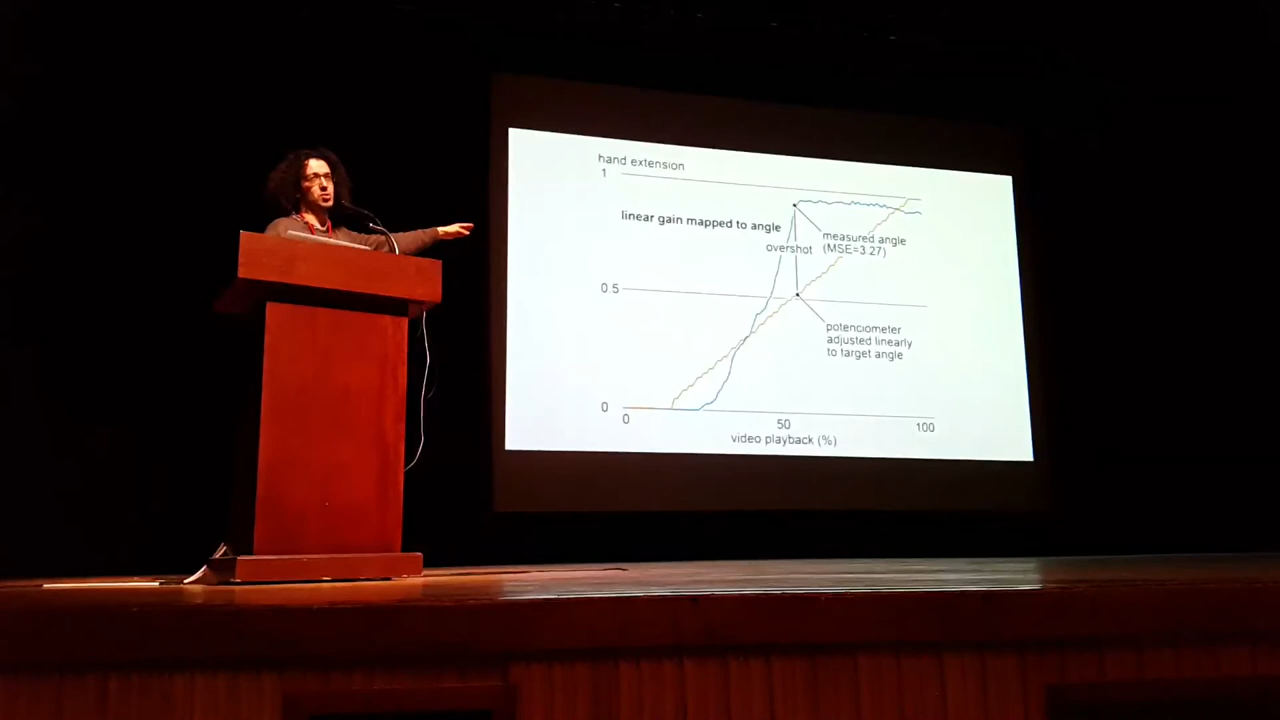 hand extension
1
linear gain mapped to angle
overshot
measured angle
(MSE=3.27)
0.5
potenciometer
adjusted linearly
to target angle
0
0
50
100
video playback (%)